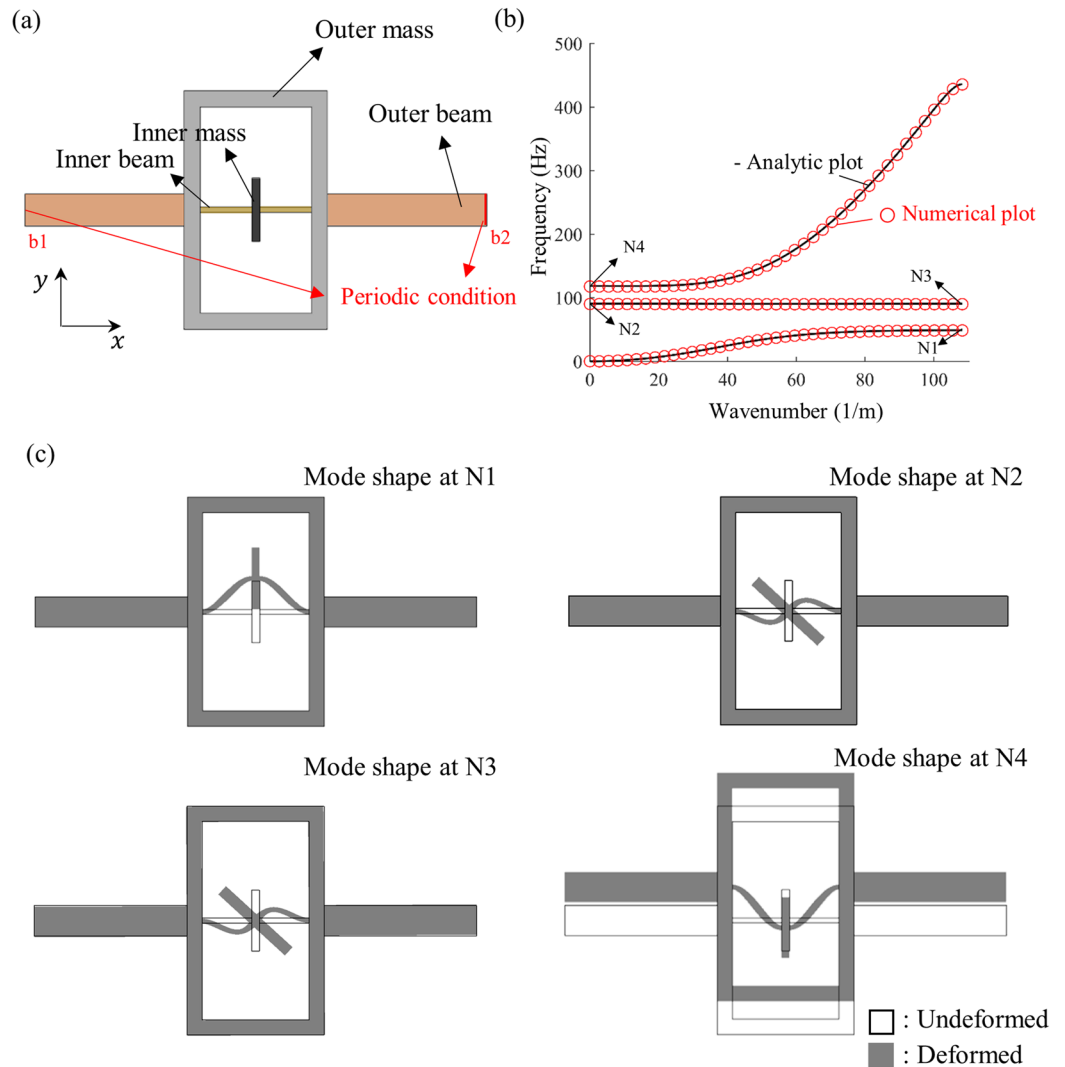 (a)
Outer mass
Outer beam
Inner mass
Inner beam
b1
b2
Periodic condition
y
x
(b)
500
400
300
200
100
0
Frequency (Hz)
- Analytic plot
Numerical plot
N4
N3
N2
N1
0
20
40
60
80
100
Wavenumber (1/m)
(c)
Mode shape at N1
Mode shape at N2
Mode shape at N3
Mode shape at N4
: Undeformed
: Deformed